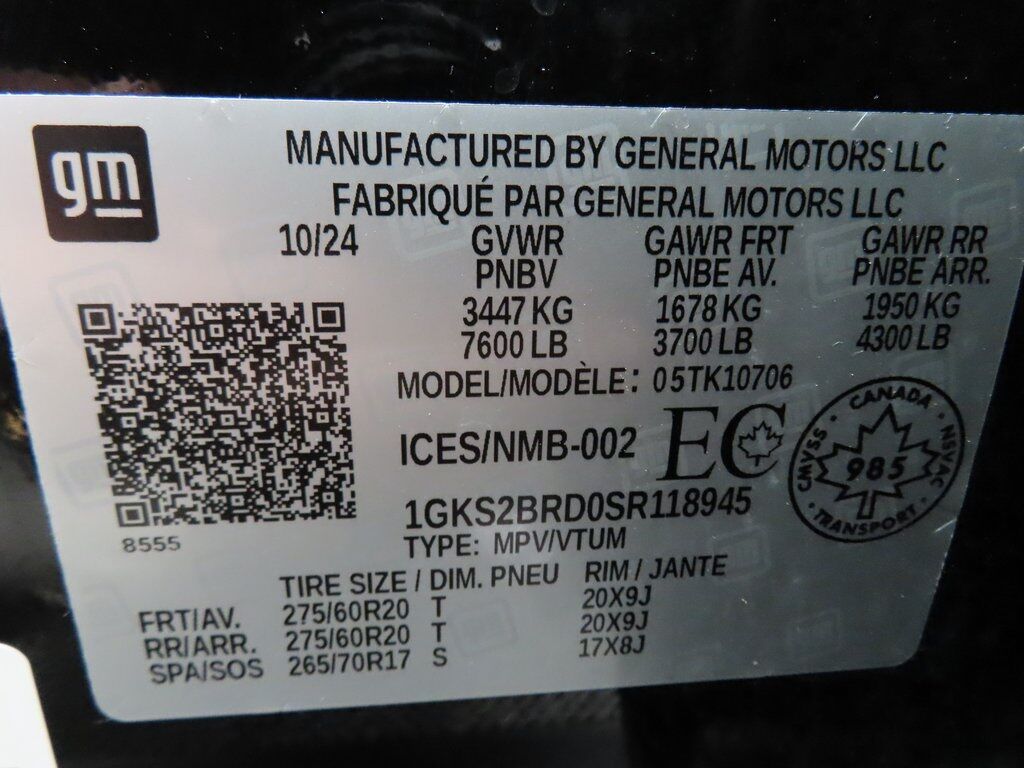 gm
MANUFACTURED BY GENERAL MOTORS LLC
FABRIQUÉ PAR GENERAL MOTORS LLC
10/24 GVWR GAWR FRT GAWR RR
PNBV PNBE AV. PNBE ARR.
3447 KG 1678 KG 1950 KG
7600 LB 3700 LB 4300 LB
MODEL/MODÈLE: 05TK10706
ICES/NMB-002 EC
CANADA
CMVSS 985 NSVAC
TRANSPORT
1GKS2BRD0SR118945
8555
TYPE: MPV/VTUM
TIRE SIZE / DIM. PNEU RIM / JANTE
FRT/AV. 275/60R20 T 20X9J
RR/ARR. 275/60R20 T 20X9J
SPA/SOS 265/70R17 S 17X8J